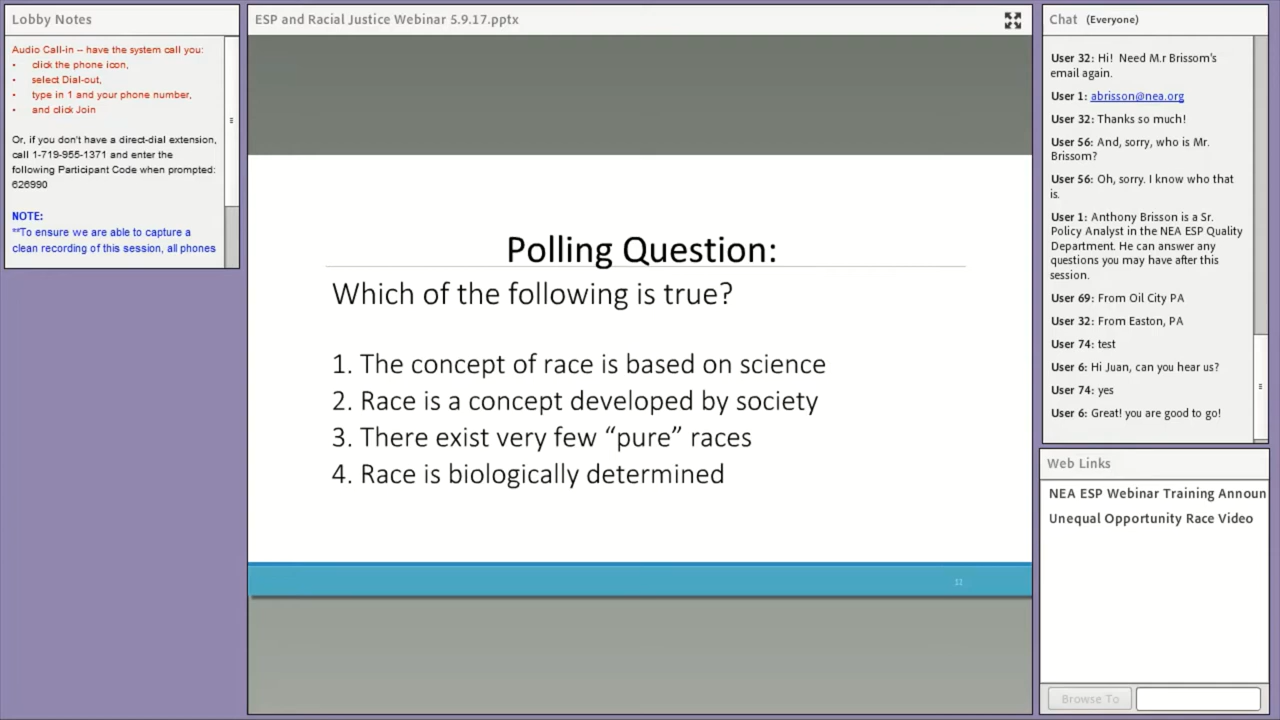 Lobby Notes
Audio Call-in -- have the system call you:
• click the phone icon,
• select Dial-out,
• type in 1 and your phone number,
• and click Join
Or, if you don't have a direct-dial extension,
call 1-719-955-1371 and enter the
following Participant Code when prompted:
626990
NOTE:
**To ensure we are able to capture a
clean recording of this session, all phones
ESP and Racial Justice Webinar 5.9.17.pptx
Polling Question:
Which of the following is true?
1. The concept of race is based on science
2. Race is a concept developed by society
3. There exist very few “pure” races
4. Race is biologically determined
11
Chat (Everyone)
User 32: Hi! Need M.r Brissom's
email again.
User 1: abrisson@nea.org
User 32: Thanks so much!
User 56: And, sorry, who is Mr.
Brissom?
User 56: Oh, sorry. I know who that
is.
User 1: Anthony Brisson is a Sr.
Policy Analyst in the NEA ESP Quality
Department. He can answer any
questions you may have after this
session.
User 69: From Oil City PA
User 32: From Easton, PA
User 74: test
User 6: Hi Juan, can you hear us?
User 74: yes
User 6: Great! you are good to go!
Web Links
NEA ESP Webinar Training Announ
Unequal Opportunity Race Video
Browse To